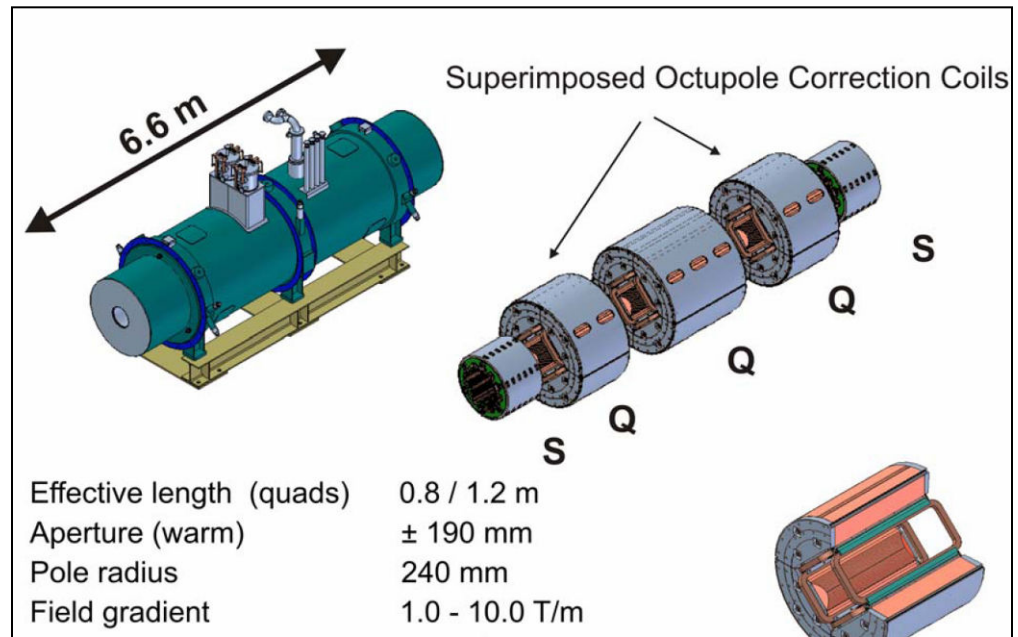 6.6 m
Superimposed Octupole Correction Coils
S
Q
Q
Q
S
Effective length (quads) 0.8 / 1.2 m
Aperture (warm) ± 190 mm
Pole radius 240 mm
Field gradient 1.0 - 10.0 T/m